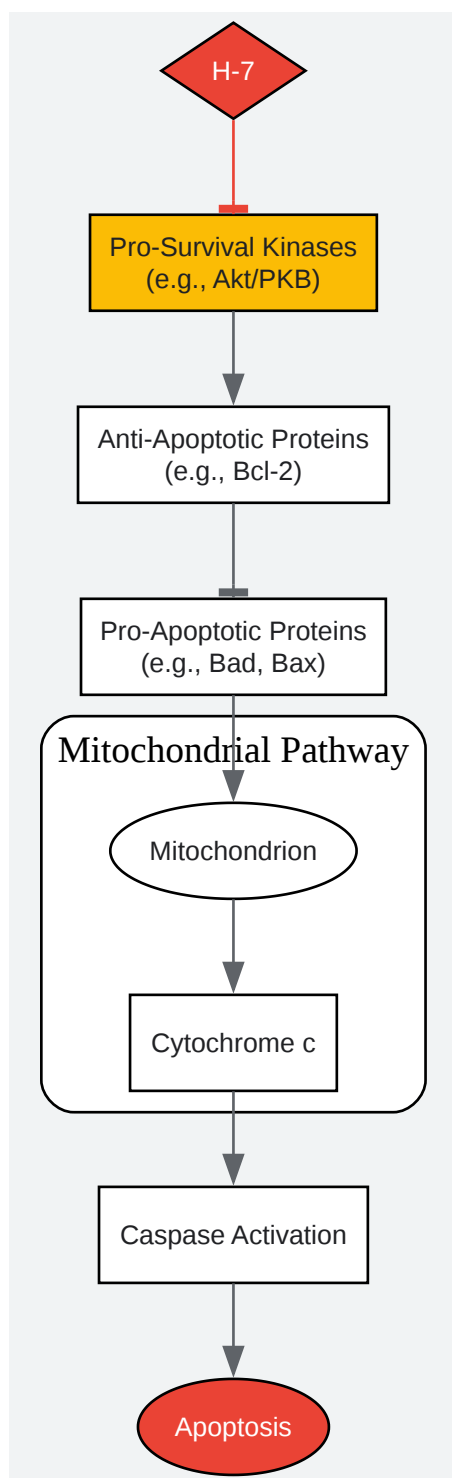 H-7
Pro-Survival Kinases
(e.g., Akt/PKB)
Anti-Apoptotic Proteins
(e.g., Bcl-2)
Pro-Apoptotic Proteins
(e.g., Bad, Bax)
Mitochondrial Pathway
Mitochondrion
Cytochrome c
Caspase Activation
Apoptosis